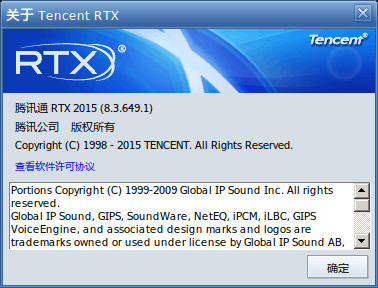 关于 Tencent RTX
Tencent®
RTX®
腾讯通 RTX 2015 (8.3.649.1)
腾讯公司 版权所有
Copyright (C) 1998 - 2015 TENCENT. All Rights Reserved.
查看软件许可协议
Portions Copyright (C) 1999-2009 Global IP Sound Inc. All rights
reserved.
Global IP Sound, GIPS, SoundWare, NetEQ, iPCM, iLBC, GIPS
VoiceEngine, and associated design marks and logos are
trademarks owned or used under license by Global IP Sound AB,
确定